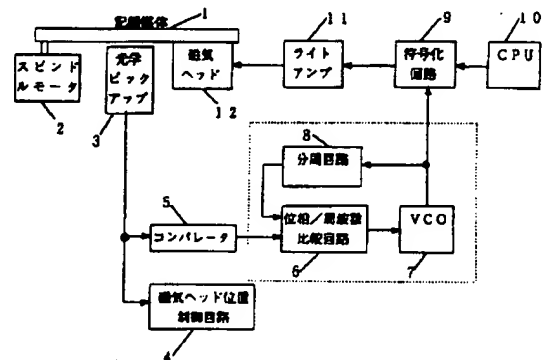 記録媒体
1
11
9
10
スピンド
ルモータ
2
光学
ピック
アップ
3
磁気
ヘッド
12
ライト
アンプ
符号化
回路
CPU
8
分周回路
5
コンパレータ
位相/周波数
比較回路
6
VCO
7
磁気ヘッド位置
制御回路
4